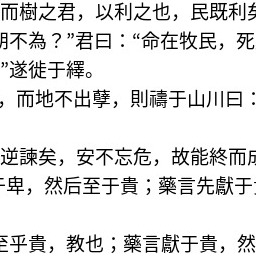 而樹之君，以利之也，民既利矣
胡不為？”君曰：“命在牧民，死
”遂徙于繹。
，而地不出孽，則禱于山川曰：
逆諫矣，安不忘危，故能終而成
于卑，然后至于貴；藥言先獻于貴
至乎貴，教也；藥言獻于貴，然